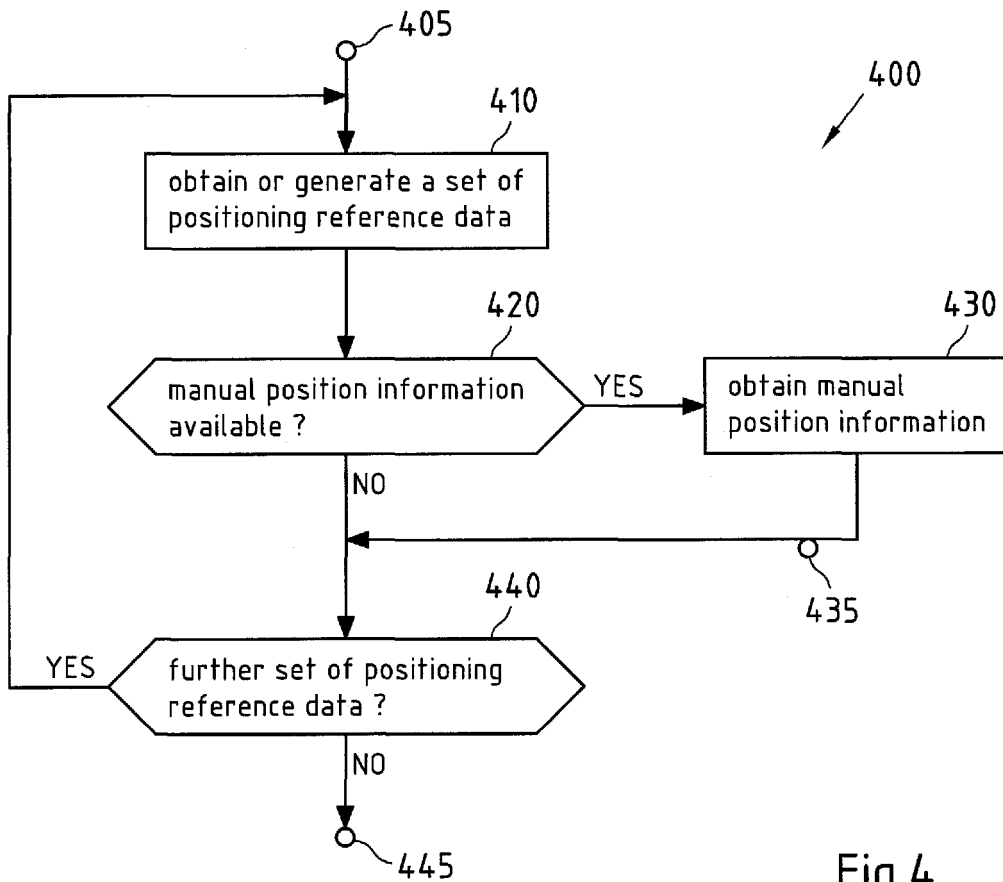 405
400
410
obtain or generate a set of
positioning reference data
420
430
manual position information
available ?
YES
obtain manual
position information
NO
435
440
YES
further set of positioning
reference data ?
NO
445
Fig.4